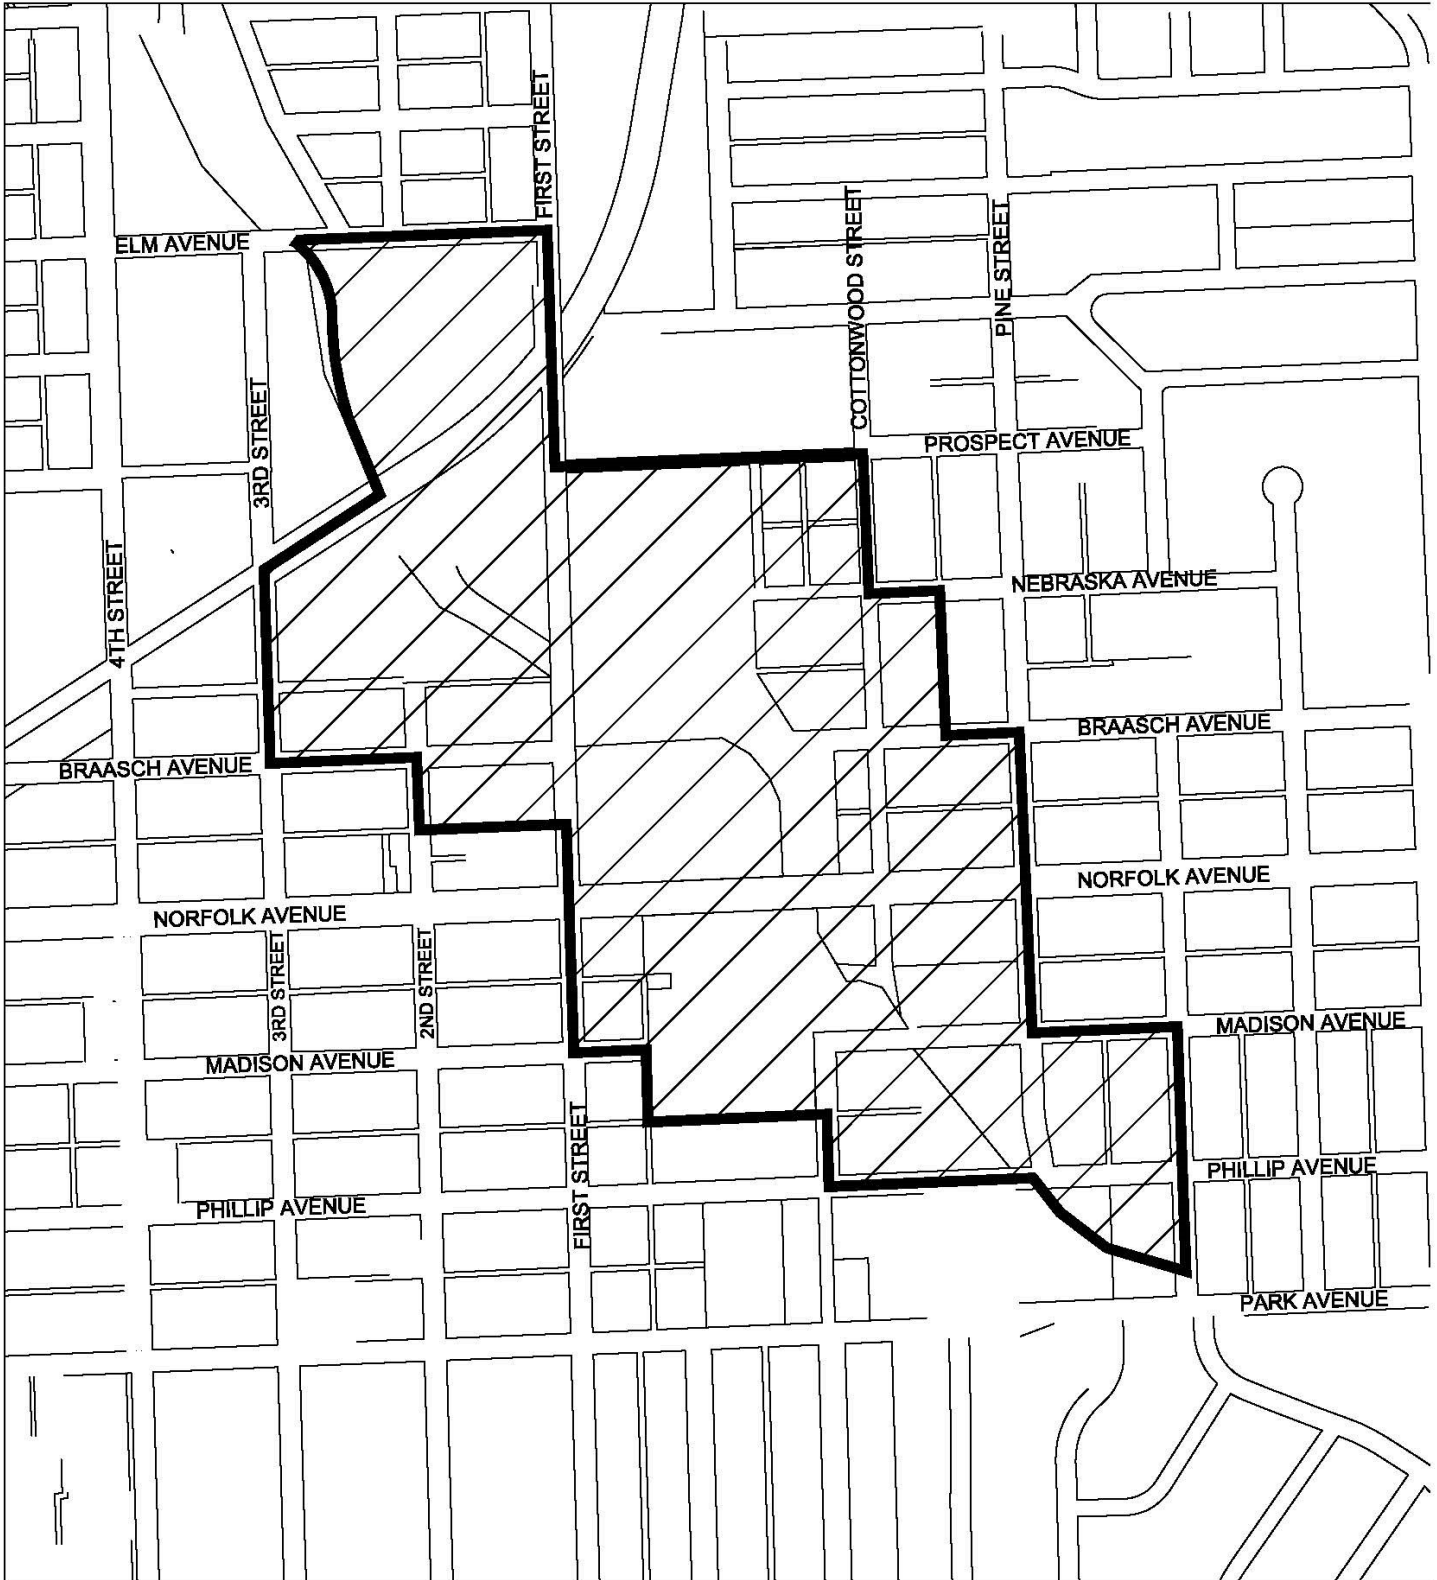 FIRST STREET
ELM AVENUE
COTTONWOOD STREET
PINE STREET
3RD STREET
PROSPECT AVENUE
4TH STREET
NEBRASKA AVENUE
BRAASCH AVENUE
BRAASCH AVENUE
NORFOLK AVENUE
NORFOLK AVENUE
3RD STREET
2ND STREET
MADISON AVENUE
MADISON AVENUE
FIRST STREET
PHILLIP AVENUE
PHILLIP AVENUE
PARK AVENUE